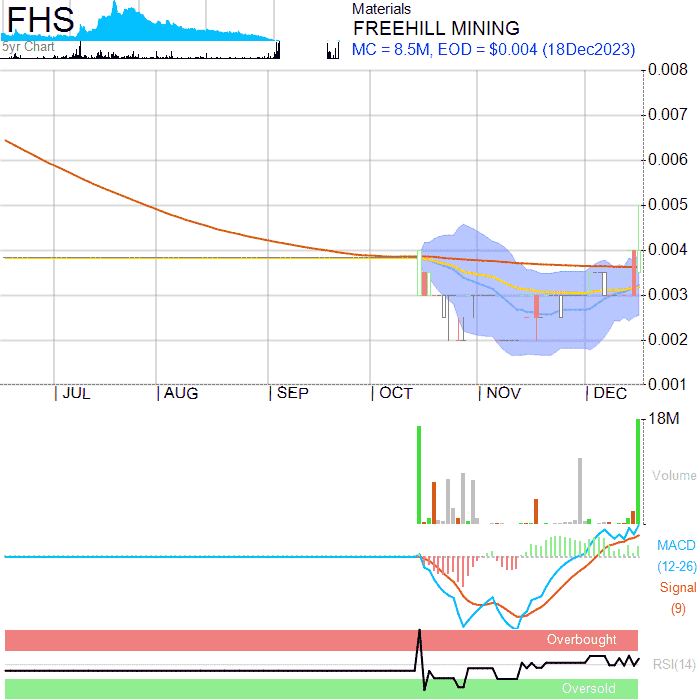 FHS
5yr Chart
Materials
FREEHILL MINING
MC = 8.5M, EOD = $0.004 (18Dec2023)
0.008
0.007
0.006
0.005
0.004
0.003
0.002
0.001
JUL AUG SEP OCT NOV DEC
18M
Volume
MACD
(12-26)
Signal
(9)
Overbought
RSI(14)
Oversold